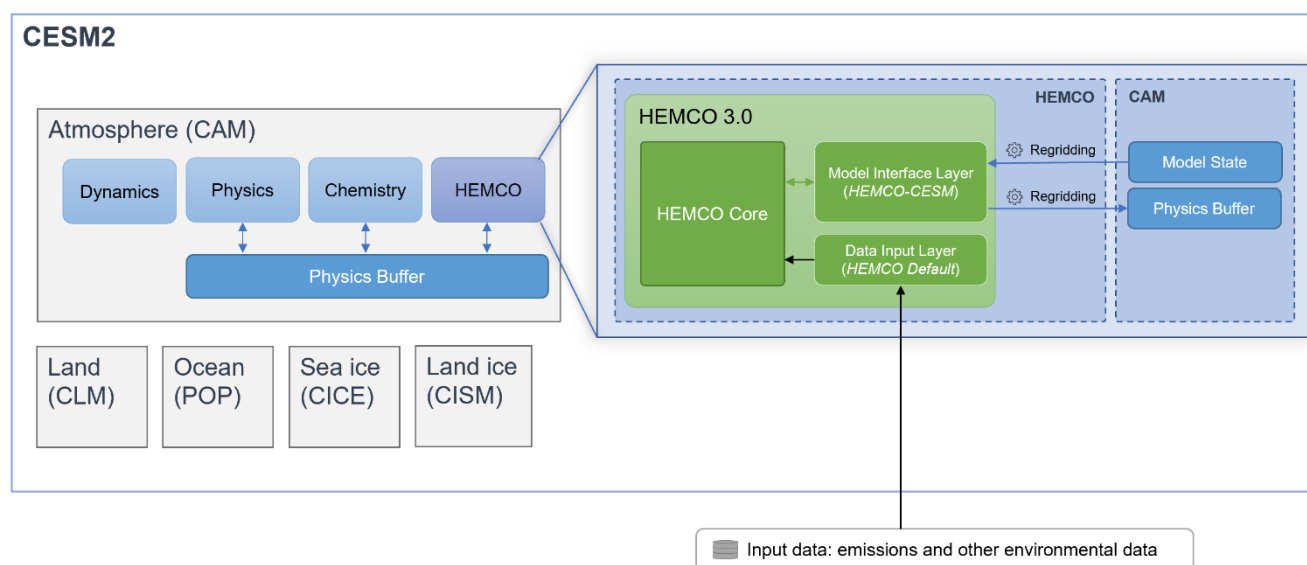 CESM2
Atmosphere (CAM)
Dynamics
Physics
Chemistry
HEMCO
Physics Buffer
Land
(CLM)
Ocean
(POP)
Sea ice
(CICE)
Land ice
(CISM)
HEMCO
CAM
HEMCO 3.0
HEMCO Core
Model Interface Layer
(HEMCO-CESM)
Data Input Layer
(HEMCO Default)
Regridding
Regridding
Model State
Physics Buffer
Input data: emissions and other environmental data